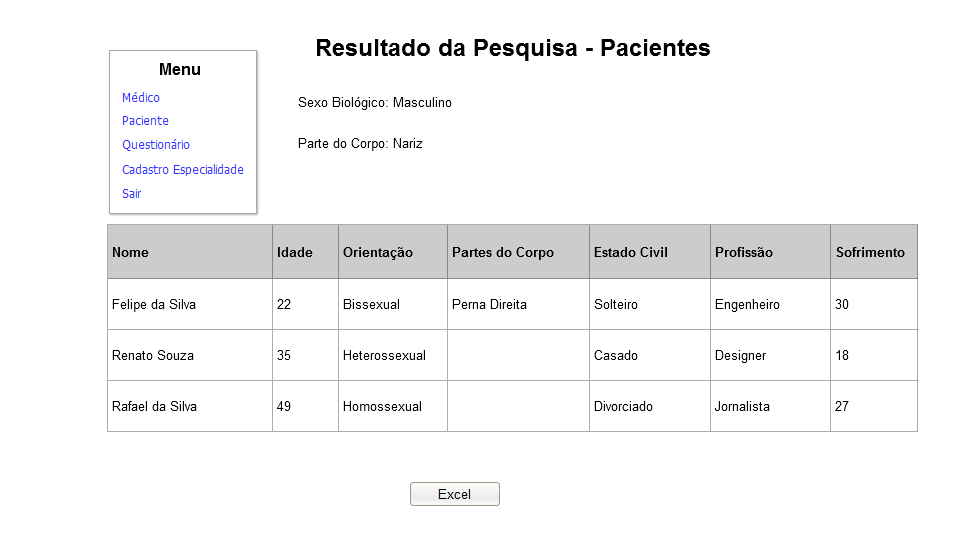 Resultado da Pesquisa - Pacientes
Menu
Médico
Paciente
Questionário
Cadastro Especialidade
Sair
Sexo Biológico: Masculino
Parte do Corpo: Nariz
Nome Idade Orientação Partes do Corpo Estado Civil Profissão Sofrimento
Felipe da Silva 22 Bissexual Perna Direita Solteiro Engenheiro 30
Renato Souza 35 Heterossexual Casado Designer 18
Rafael da Silva 49 Homossexual Divorciado Jornalista 27
Excel